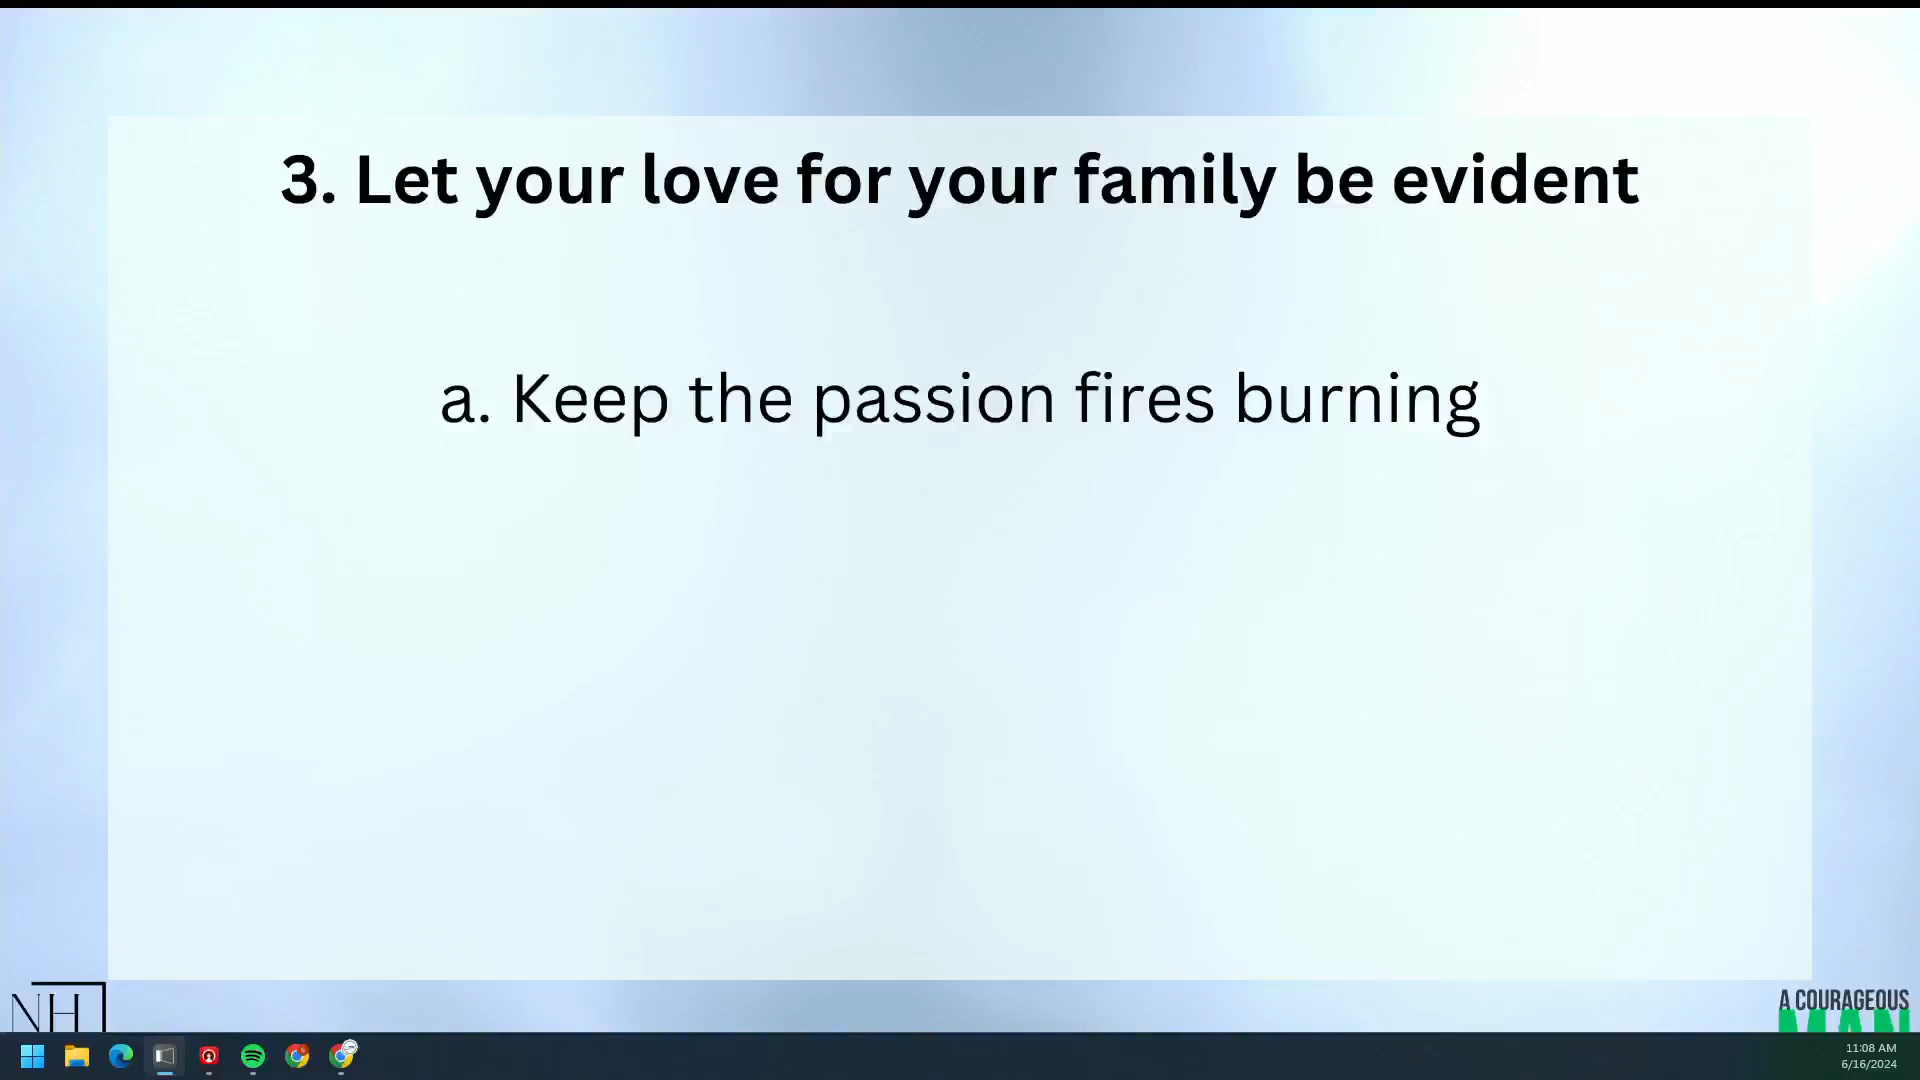 3. Let your love for your family be evident
a. Keep the passion fires burning
NH
A COURAGEOUS
MAN
11:08 AM
6/16/2024